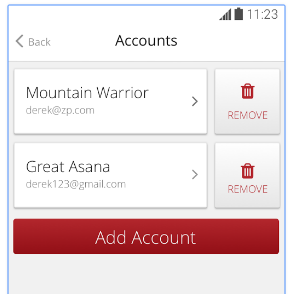 11:23
Back
Accounts
Mountain Warrior
derek@zp.com
REMOVE
Great Asana
derek123@gmail.com
REMOVE
Add Account